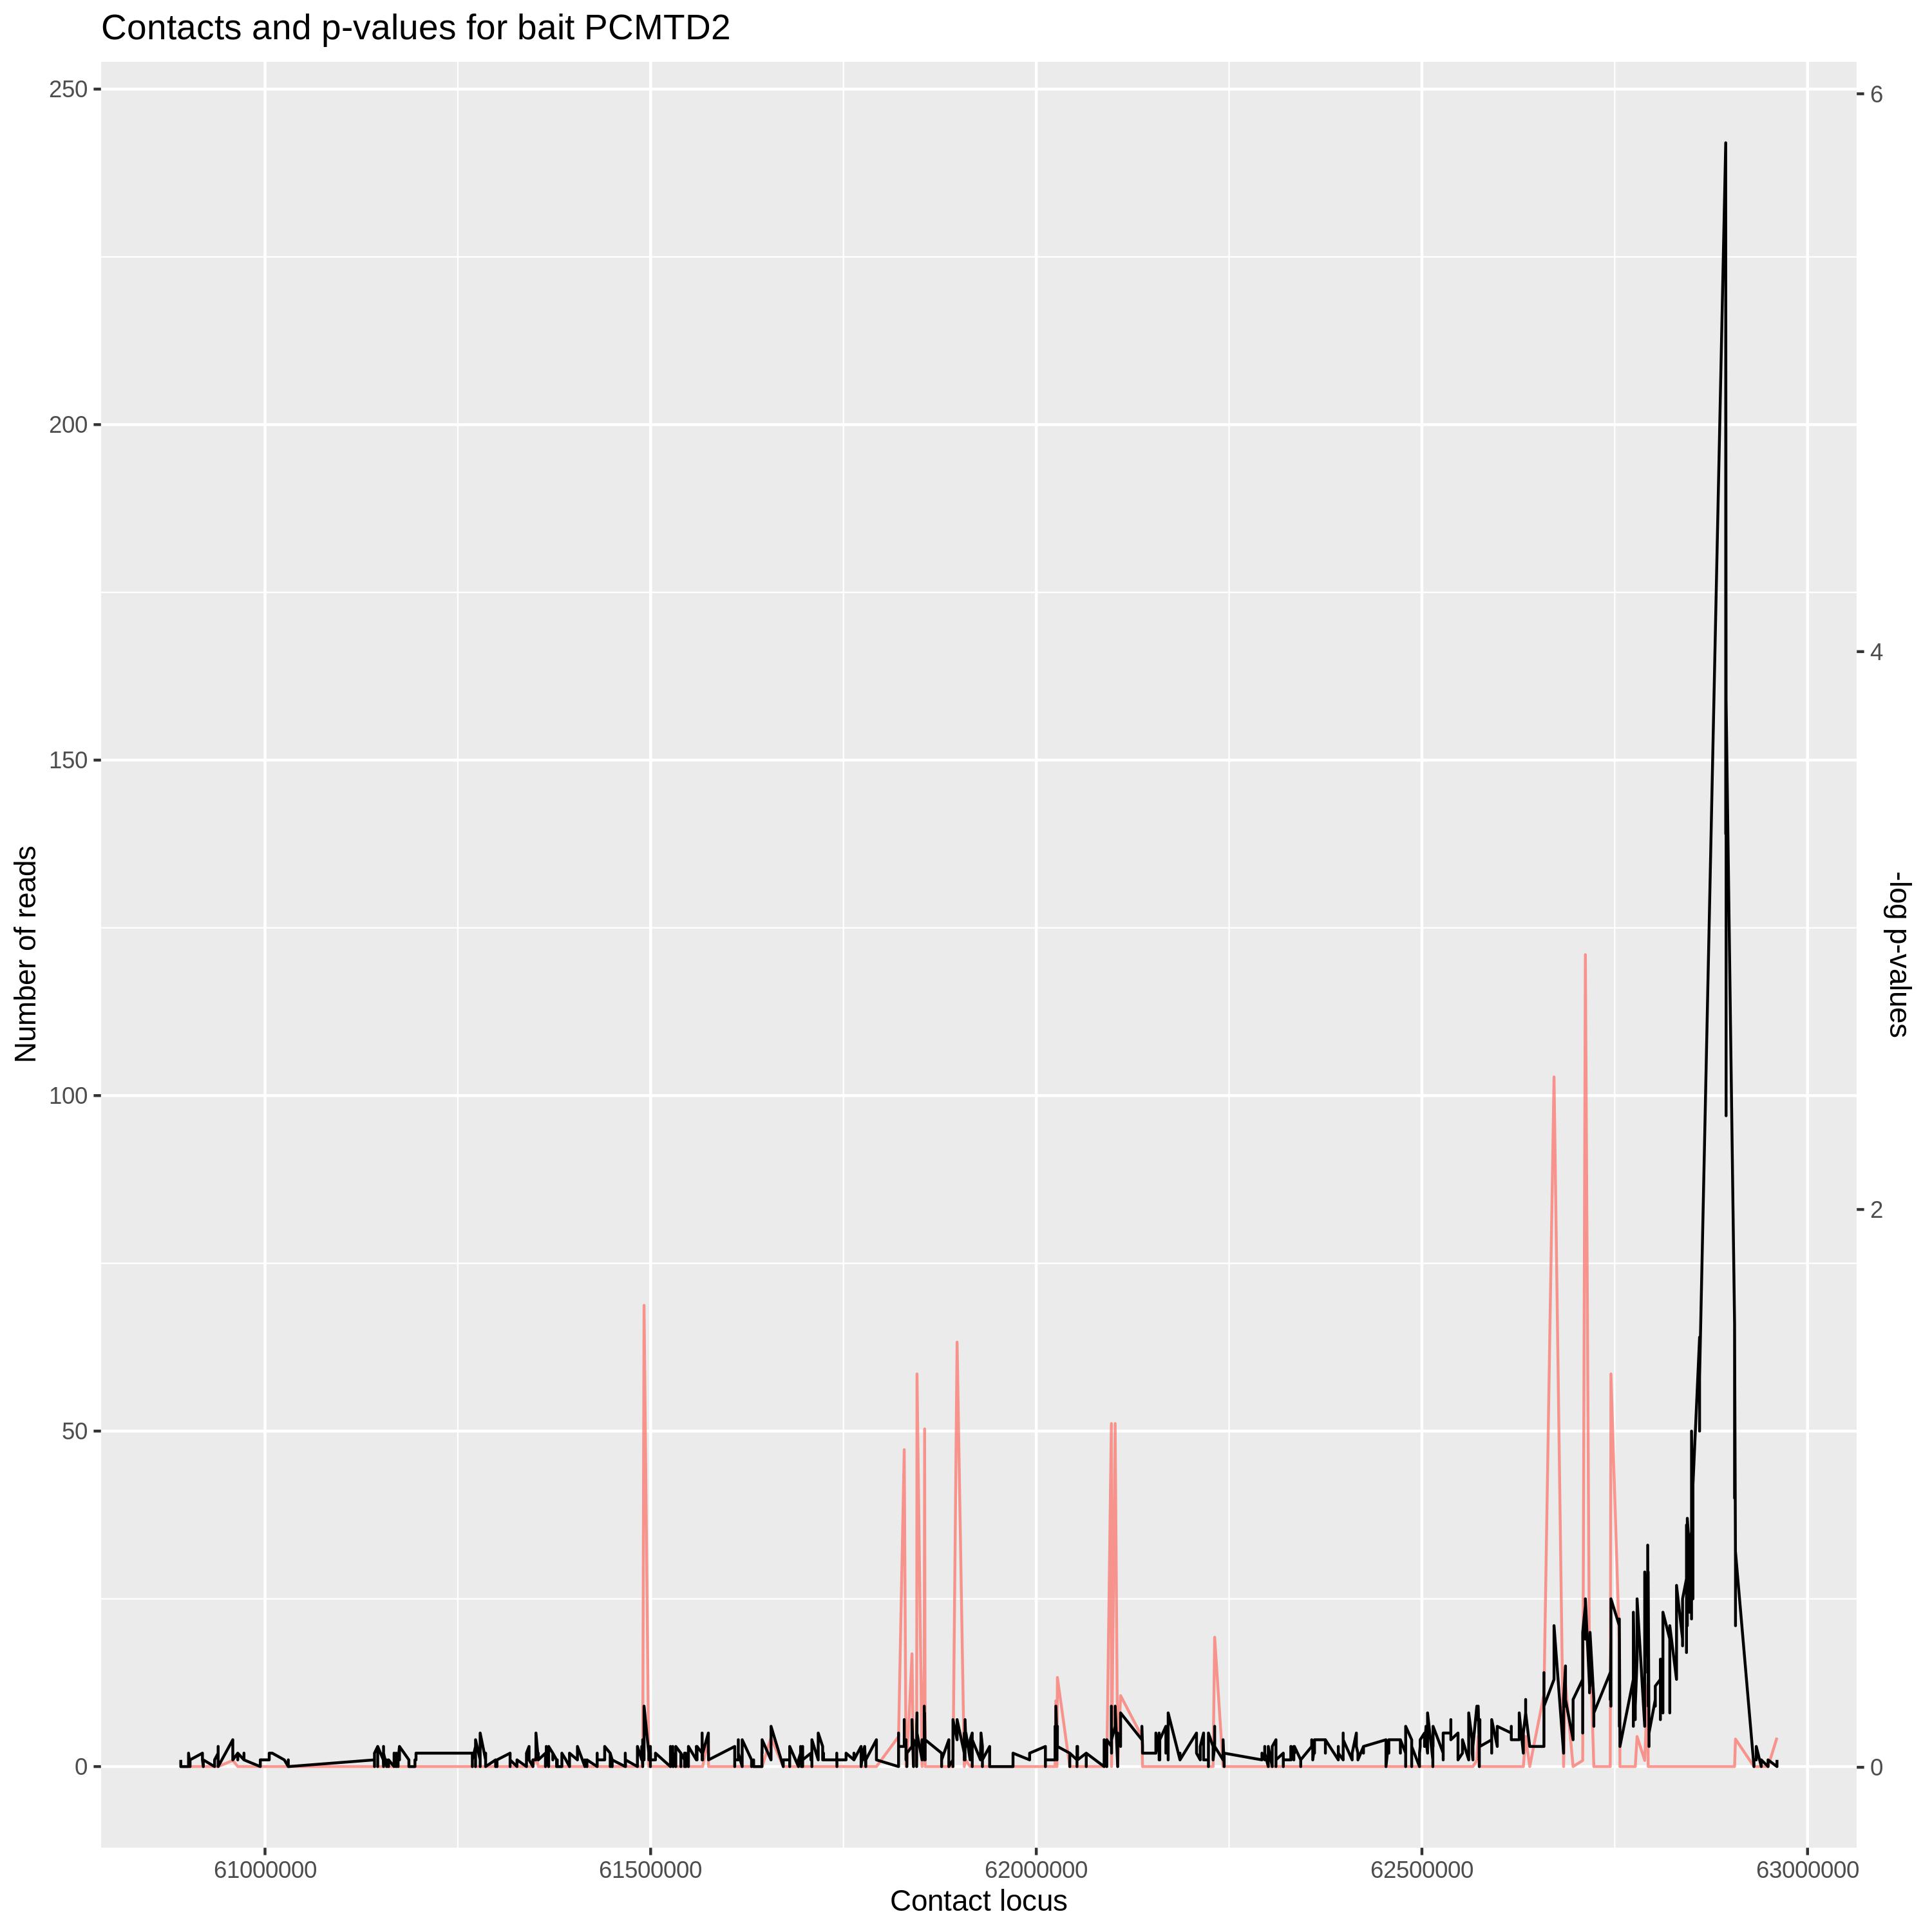 Contacts and p-values for bait PCMTD2
Number of reads
250
200
150
100
50
0
6
4
2
0
-log p-values
61000000 61500000 62000000 62500000 63000000
Contact locus